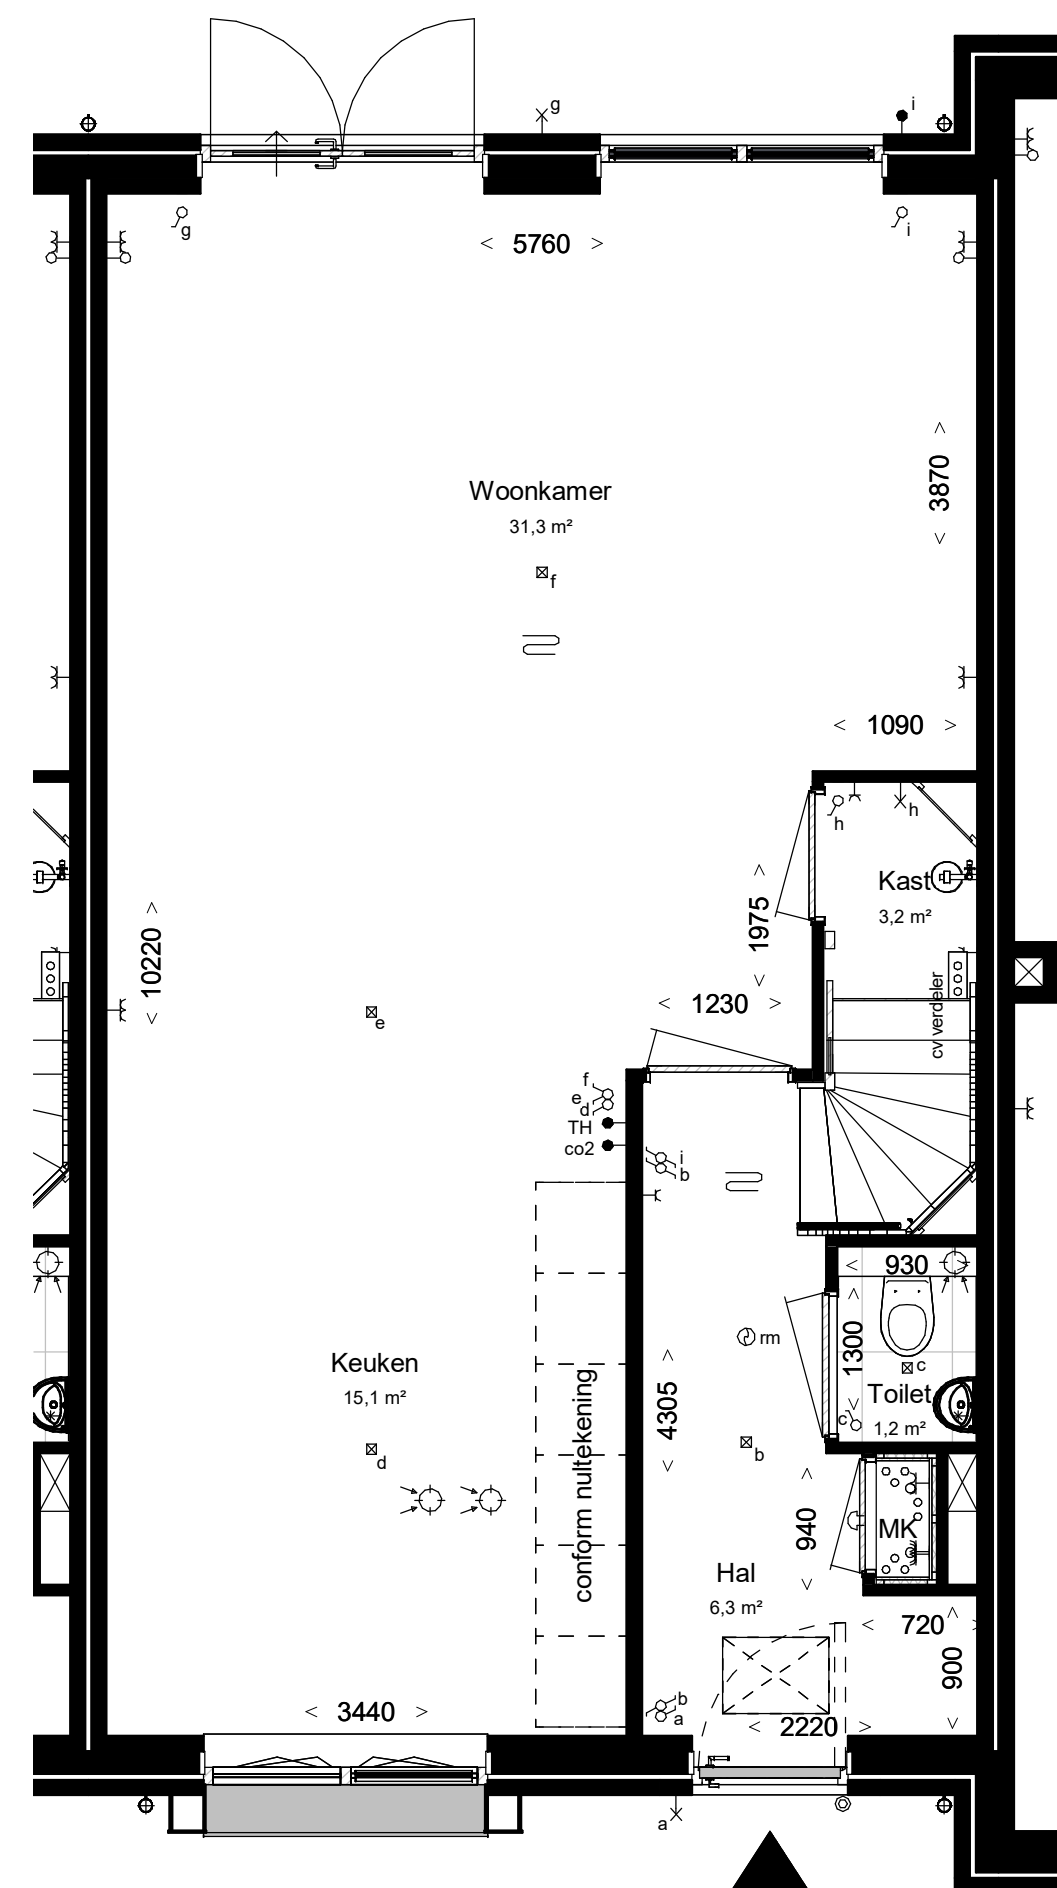 g
i
g
< 5760 >
i
< 3870 >
Woonkamer
31,3 m²
f
< 1090 >
h
h
Kast
3,2 m²
< 1975 >
< 10220 >
cv verdeler
< 1230 >
e
f
e
d
TH
co2
i
b
< 930
rm
< 1300 >
Keuken
15,1 m²
c
Toilet
1,2 m²
c
< 4305 >
conform nultekening
d
b
< 940 >
MK
Hal
6,3 m²
< 720 >
< 900 >
b
a
< 3440 >
< 2220 >
a